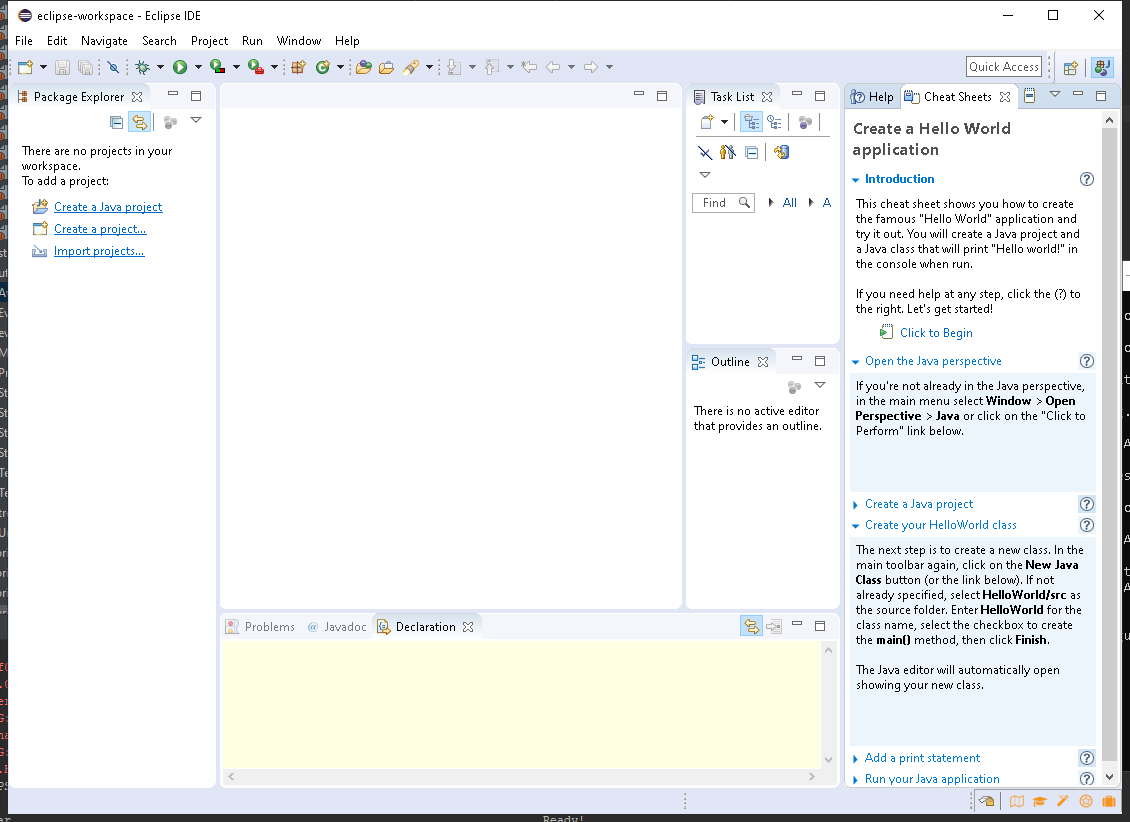 eclipse-workspace - Eclipse IDE
File Edit Navigate Search Project Run Window Help
Quick Access
Package Explorer
There are no projects in your
workspace.
To add a project:
Create a Java project
Create a project...
Import projects...
Task List
Find
All
A
Outline
There is no active editor
that provides an outline.
Problems @ Javadoc Declaration
Help Cheat Sheets
Create a Hello World
application
Introduction
This cheat sheet shows you how to create
the famous "Hello World" application and
try it out. You will create a Java project and
a Java class that will print "Hello world!" in
the console when run.
If you need help at any step, click the (?) to
the right. Let's get started!
Click to Begin
Open the Java perspective
If you're not already in the Java perspective,
in the main menu select Window > Open
Perspective > Java or click on the "Click to
Perform" link below.
Create a Java project
Create your HelloWorld class
The next step is to create a new class. In the
main toolbar again, click on the New Java
Class button (or the link below). If not
already specified, select HelloWorld/src as
the source folder. Enter HelloWorld for the
class name, select the checkbox to create
the main() method, then click Finish.
The Java editor will automatically open
showing your new class.
Add a print statement
Run your Java application
Ready!